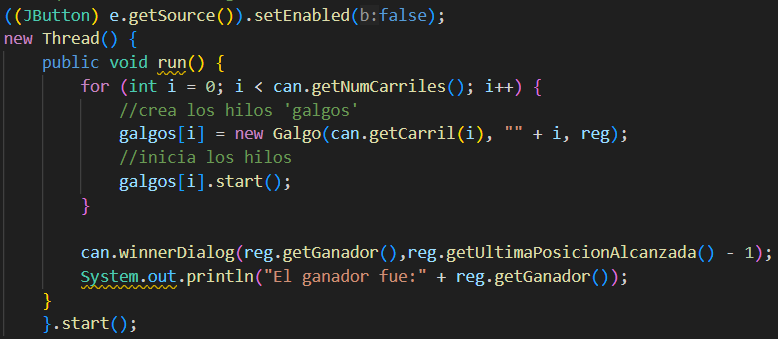 ((JButton) e.getSource()).setEnabled(b:false);
new Thread() {
public void run() {
for (int i = 0; i < can.getNumCarriles(); i++) {
//crea los hilos 'galgos'
galgos[i] = new Galgo(can.getCarril(i), "" + i, reg);
//inicia los hilos
galgos[i].start();
}
can.winnerDialog(reg.getGanador(),reg.getUltimaPosicionAlcanzada() - 1);
System.out.println("El ganador fue:" + reg.getGanador());
}
}.start();